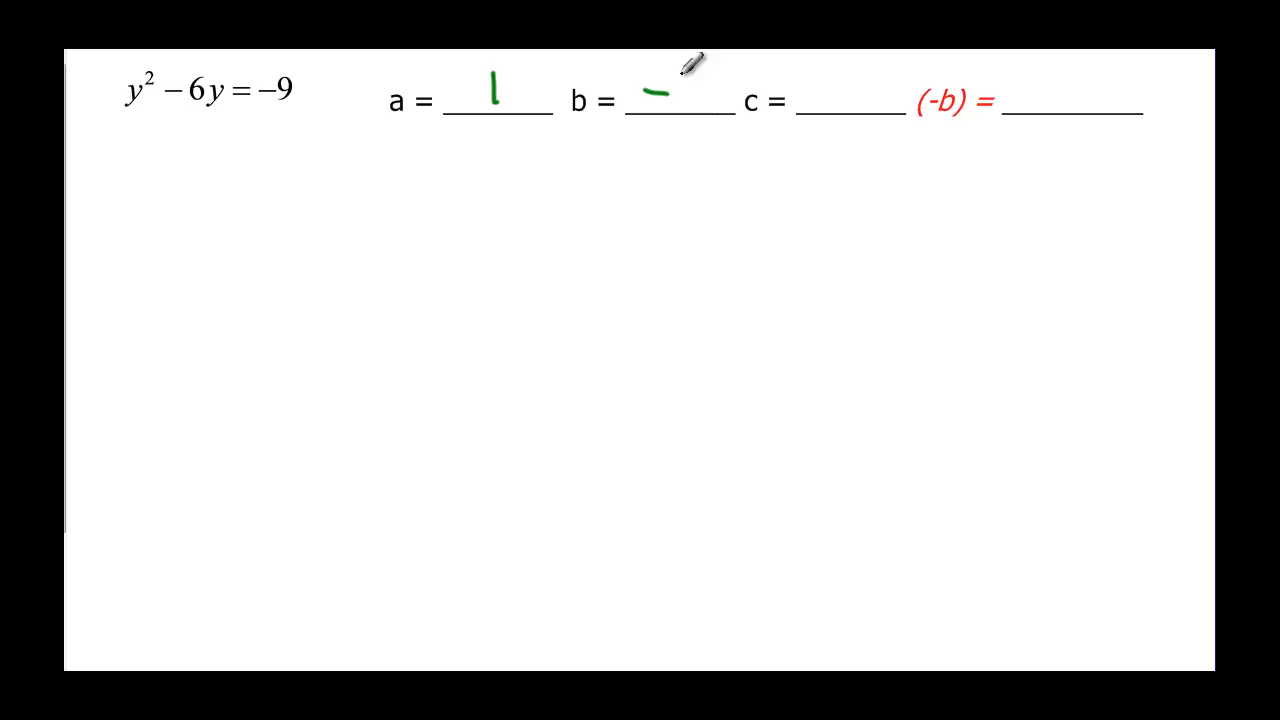 y² − 6y = −9 a = 1 b = − c = (-b) =